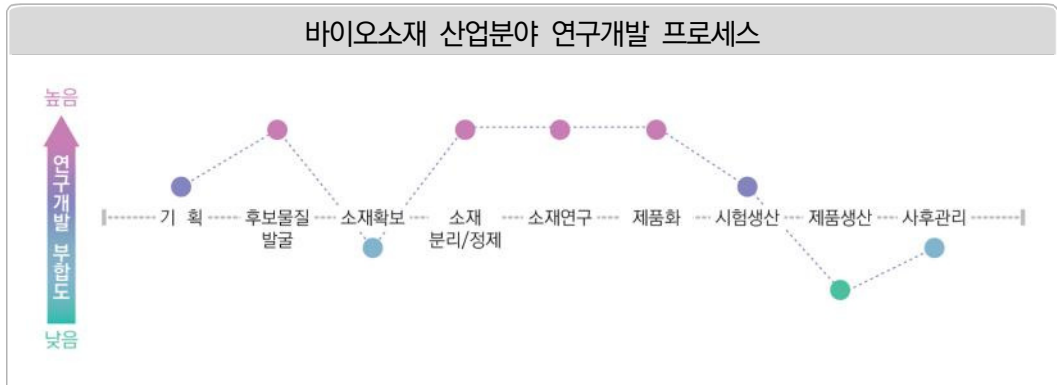 바이오소재 산업분야 연구개발 프로세스
높음
연구개발 부합도
낮음
기 획
후보물질
발굴
소재확보
소재
분리/정제
소재연구
제품화
시험생산
제품생산
사후관리